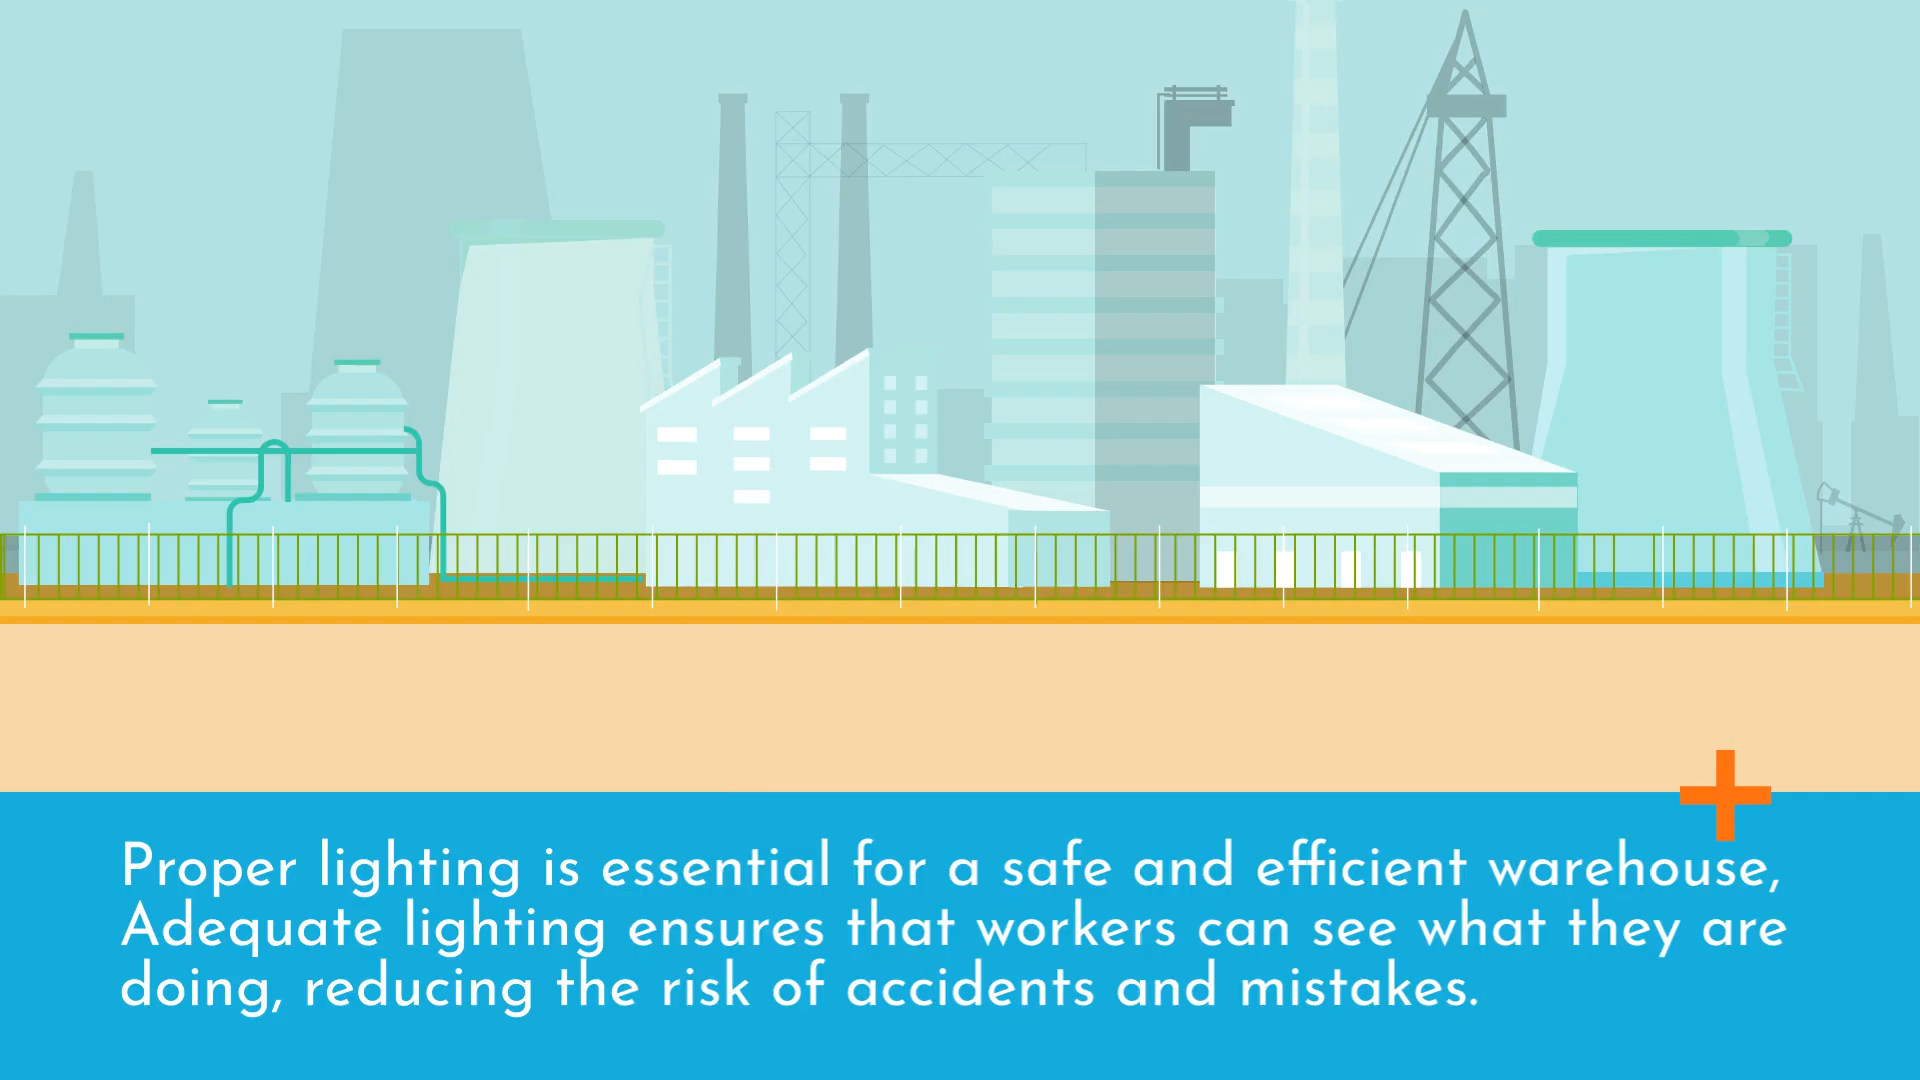 Proper lighting is essential for a safe and efficient warehouse,
Adequate lighting ensures that workers can see what they are
doing, reducing the risk of accidents and mistakes.